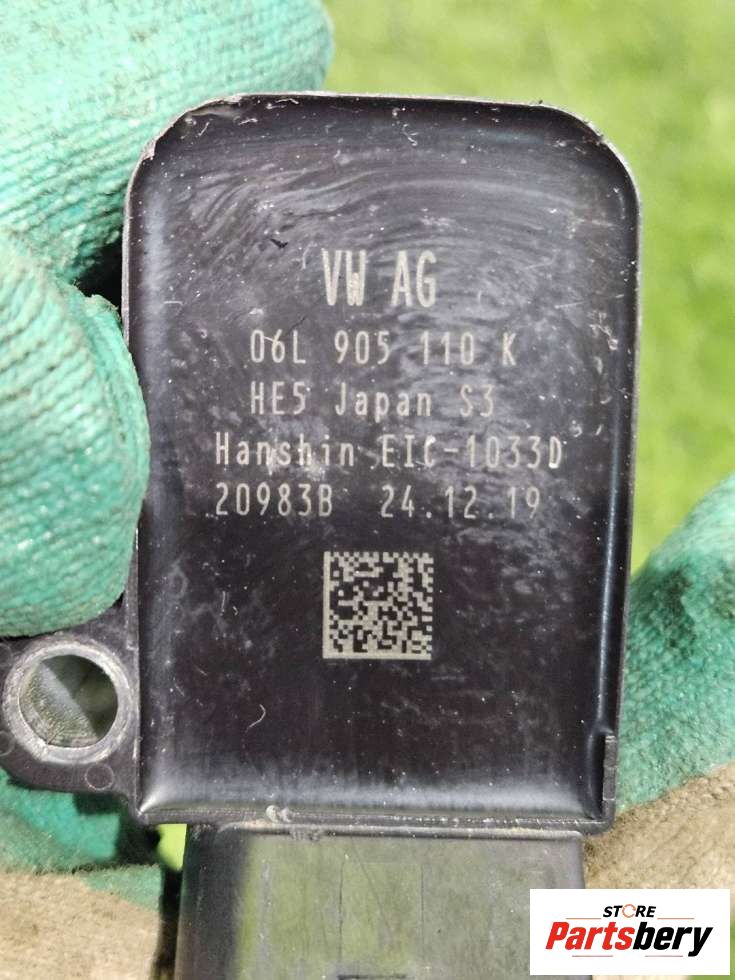 VW AG
06L 905 110 K
HE5 Japan S3
Hanshin EIC-1033D
20983B 24.12.19
STORE
Partsbery